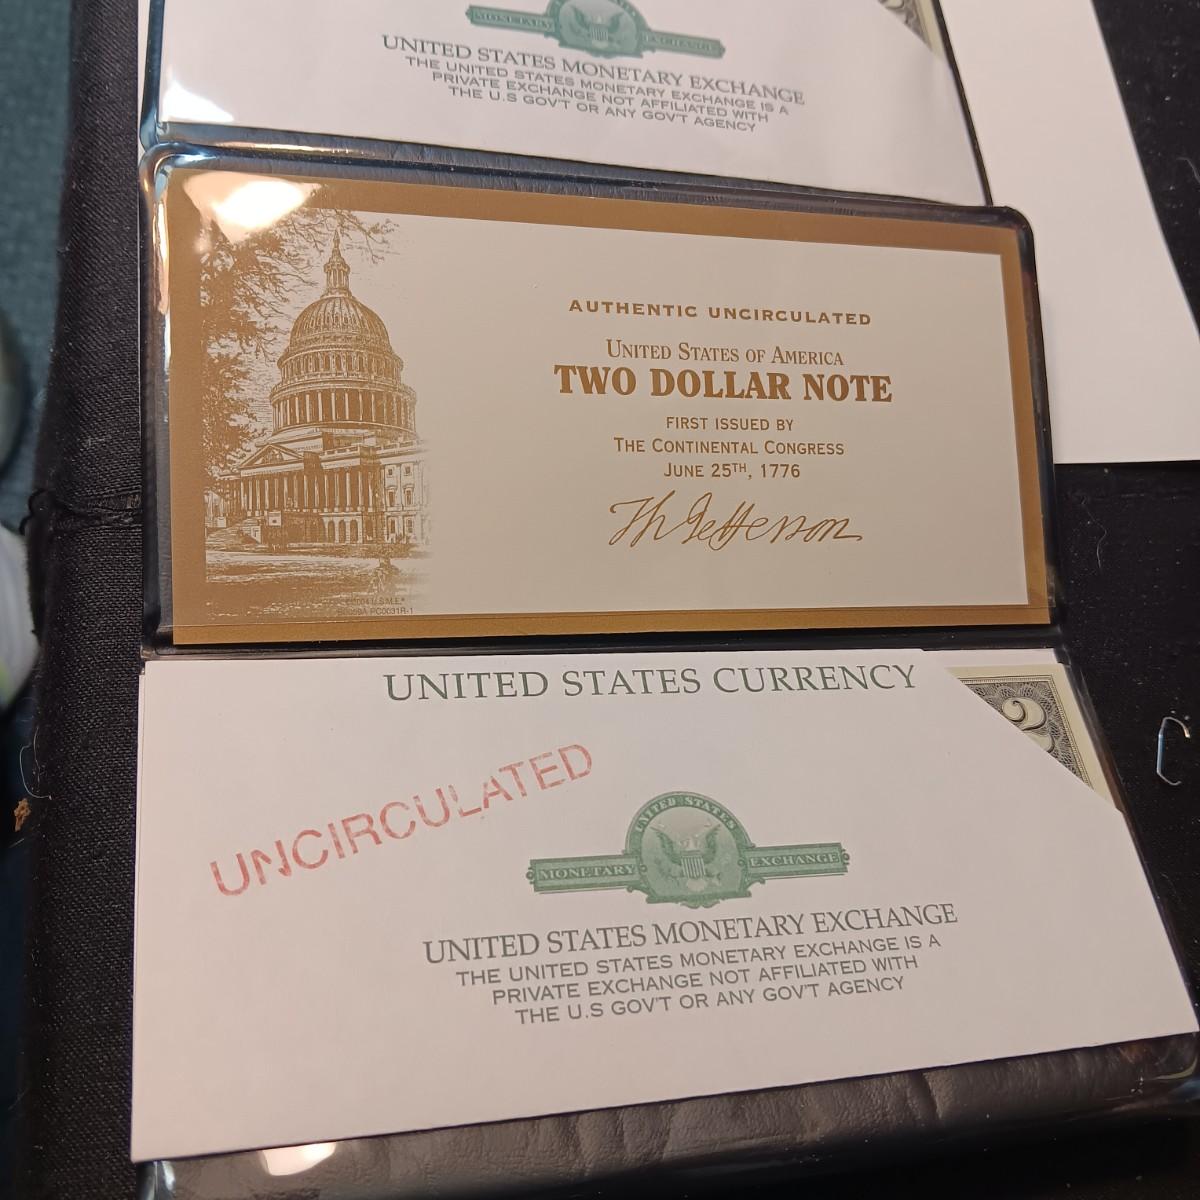 MONETARY EXCHANGE
UNITED STATES MONETARY EXCHANGE
THE UNITED STATES MONETARY EXCHANGE IS A
PRIVATE EXCHANGE NOT AFFILIATED WITH
THE U.S GOV'T OR ANY GOV'T AGENCY
AUTHENTIC UNCIRCULATED
UNITED STATES OF AMERICA
TWO DOLLAR NOTE
FIRST ISSUED BY
THE CONTINENTAL CONGRESS
JUNE 25TH, 1776
Th Jefferson
UNITED STATES CURRENCY
2
UNCIRCULATED
UNITED STATES
MONETARY EXCHANGE
UNITED STATES MONETARY EXCHANGE
THE UNITED STATES MONETARY EXCHANGE IS A
PRIVATE EXCHANGE NOT AFFILIATED WITH
THE U.S GOV'T OR ANY GOV'T AGENCY